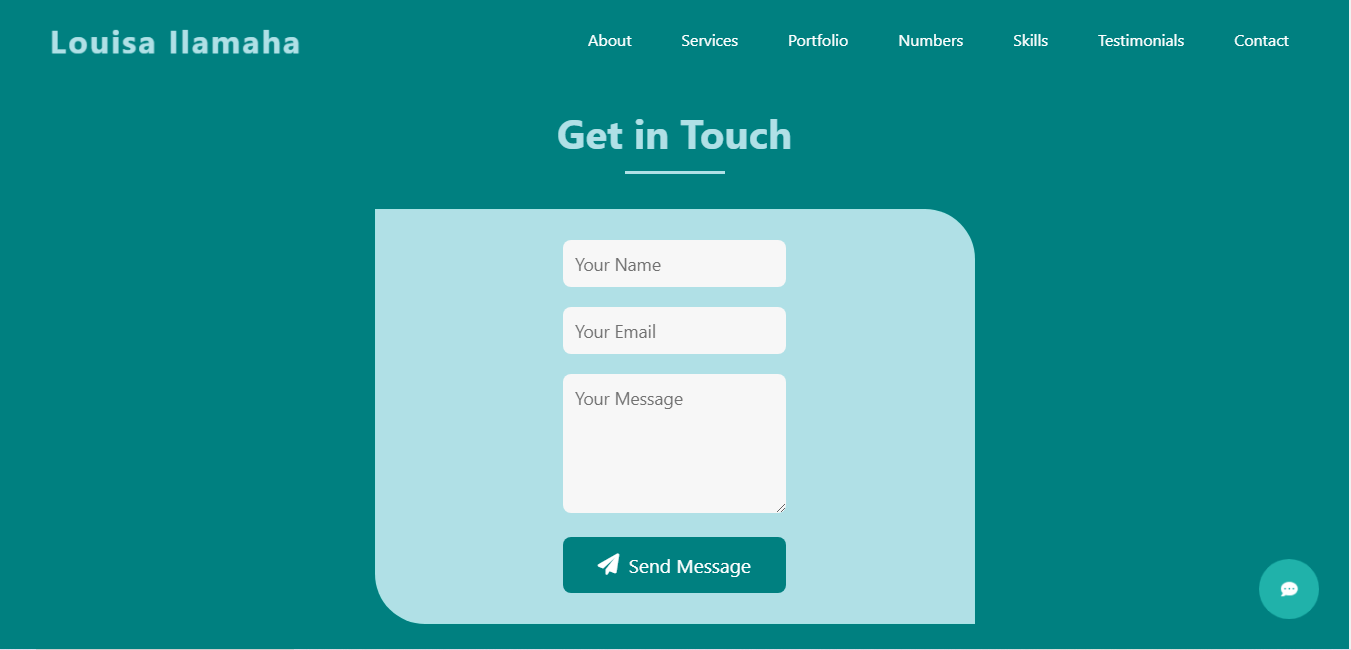 Louisa Ilamaha
About Services Portfolio Numbers Skills Testimonials Contact
Get in Touch
Your Name
Your Email
Your Message
Send Message